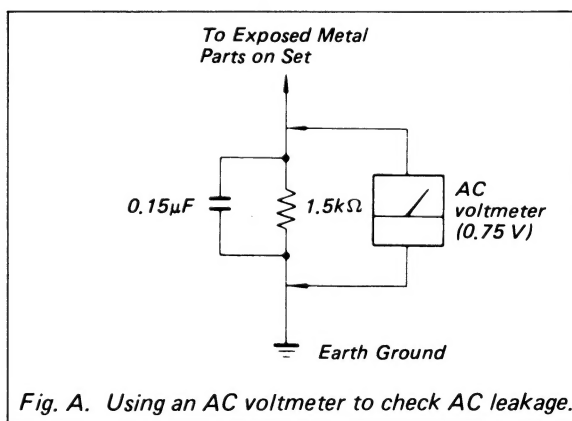 To Exposed Metal
Parts on Set
0.15μF
1.5kΩ
AC
voltmeter
(0.75 V)
Earth Ground
Fig. A. Using an AC voltmeter to check AC leakage.